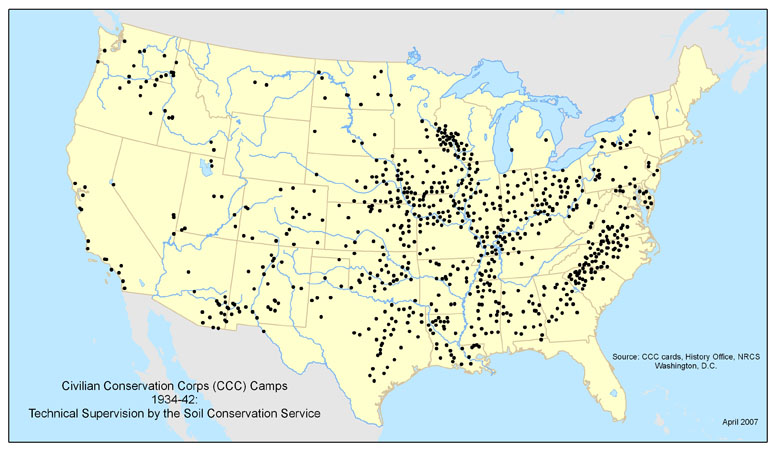 Civilian Conservation Corps (CCC) Camps
1934-42:
Technical Supervision by the Soil Conservation Service
Source: CCC cards, History Office, NRCS
Washington, D.C.
April 2007